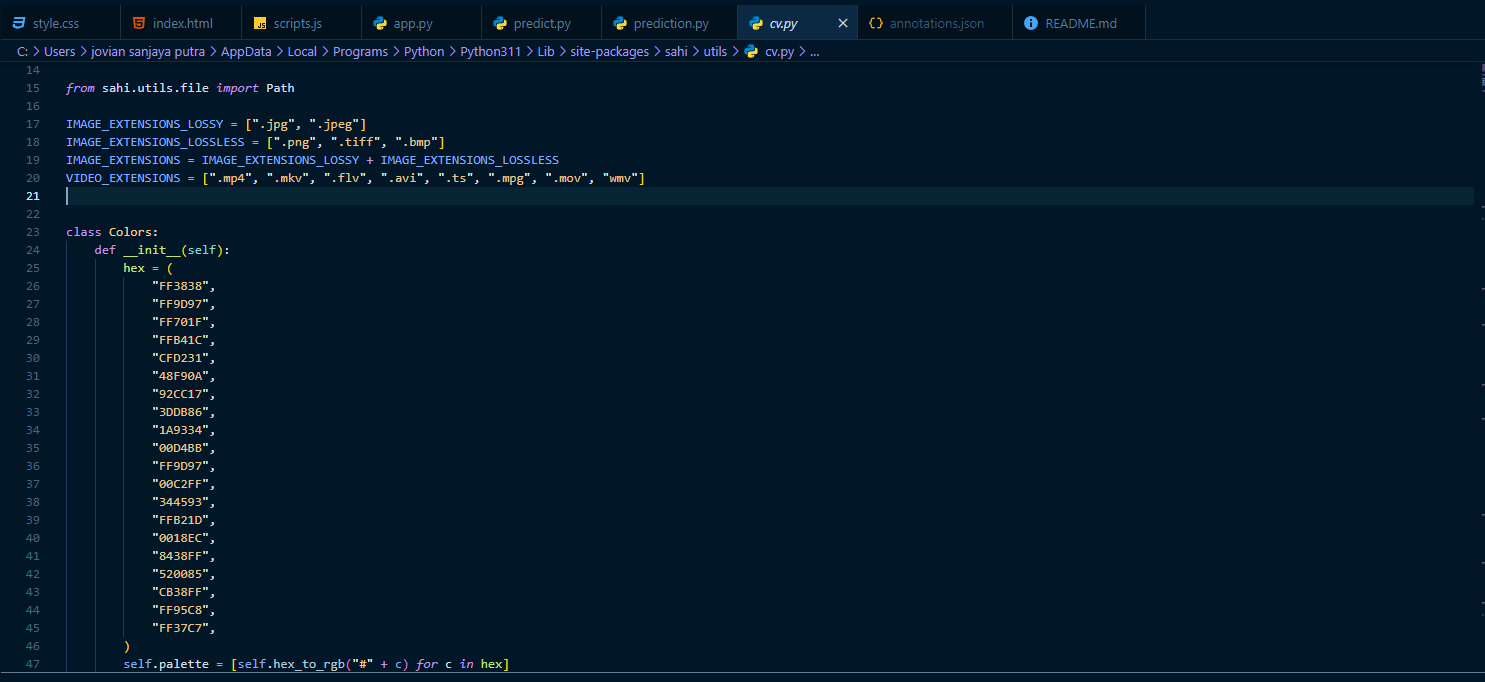 style.css index.html scripts.js app.py predict.py prediction.py cv.py annotations.json README.md
C: > Users > jovian sanjaya putra > AppData > Local > Programs > Python > Python311 > Lib > site-packages > sahi > utils > cv.py > ...
14
15 from sahi.utils.file import Path
16
17 IMAGE_EXTENSIONS_LOSSY = [".jpg", ".jpeg"]
18 IMAGE_EXTENSIONS_LOSSLESS = [".png", ".tiff", ".bmp"]
19 IMAGE_EXTENSIONS = IMAGE_EXTENSIONS_LOSSY + IMAGE_EXTENSIONS_LOSSLESS
20 VIDEO_EXTENSIONS = [".mp4", ".mkv", ".flv", ".avi", ".ts", ".mpg", ".mov", "wmv"]
21
22
23 class Colors:
24 def __init__(self):
25 hex = (
26 "FF3838",
27 "FF9D97",
28 "FF701F",
29 "FFB41C",
30 "CFD231",
31 "48F90A",
32 "92CC17",
33 "3DDB86",
34 "1A9334",
35 "00D4BB",
36 "FF9D97",
37 "00C2FF",
38 "344593",
39 "FFB21D",
40 "0018EC",
41 "8438FF",
42 "520085",
43 "CB38FF",
44 "FF95C8",
45 "FF37C7",
46 )
47 self.palette = [self.hex_to_rgb("#" + c) for c in hex]